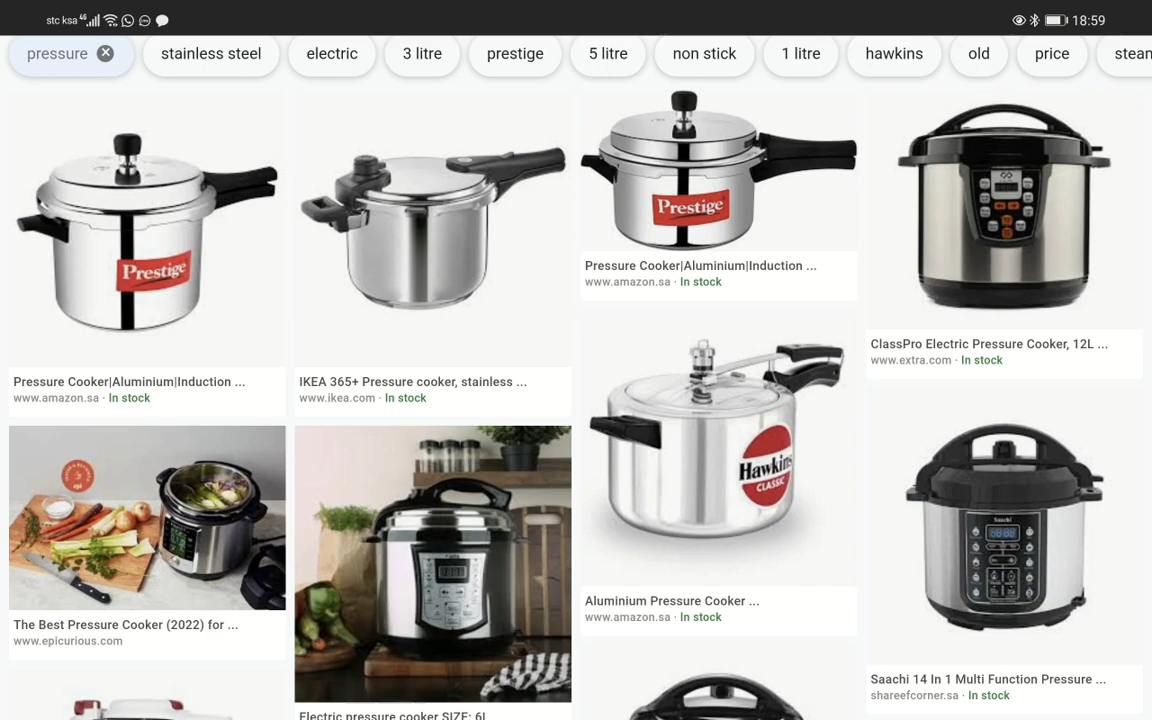 stc ksa 4G 18:59
pressure
stainless steel
electric
3 litre
prestige
5 litre
non stick
1 litre
hawkins
old
price
steam
Prestige
Pressure Cooker|Aluminium|Induction ...
www.amazon.sa · In stock
IKEA 365+ Pressure cooker, stainless ...
www.ikea.com · In stock
Prestige
Pressure Cooker|Aluminium|Induction ...
www.amazon.sa · In stock
ClassPro Electric Pressure Cooker, 12L ...
www.extra.com · In stock
The Best Pressure Cooker (2022) for ...
www.epicurious.com
Electric pressure cooker SIZE: 6L
Hawkins
CLASSIC
Aluminium Pressure Cooker ...
www.amazon.sa · In stock
Saachi
Saachi 14 In 1 Multi Function Pressure ...
shareefcorner.sa · In stock